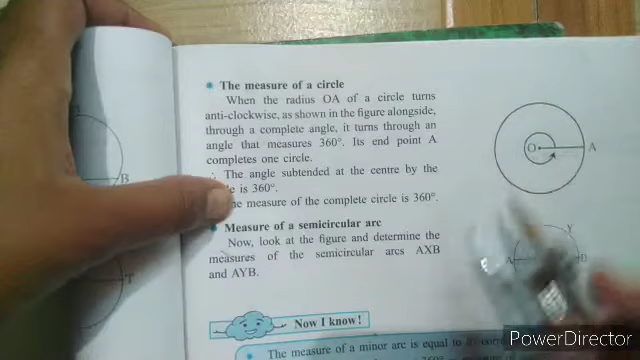 The measure of a circle
When the radius OA of a circle turns
anti-clockwise, as shown in the figure alongside,
through a complete angle, it turns through an
angle that measures 360°. Its end point A
completes one circle.
∴ The angle subtended at the centre by the
is 360°.
measure of the complete circle is 360°.
O A
Measure of a semicircular arc
Now, look at the figure and determine the
measures of the semicircular arcs AXB
and AYB.
Y
A
B
T
Now I know!
The measure of a minor arc is equal to
PowerDirector